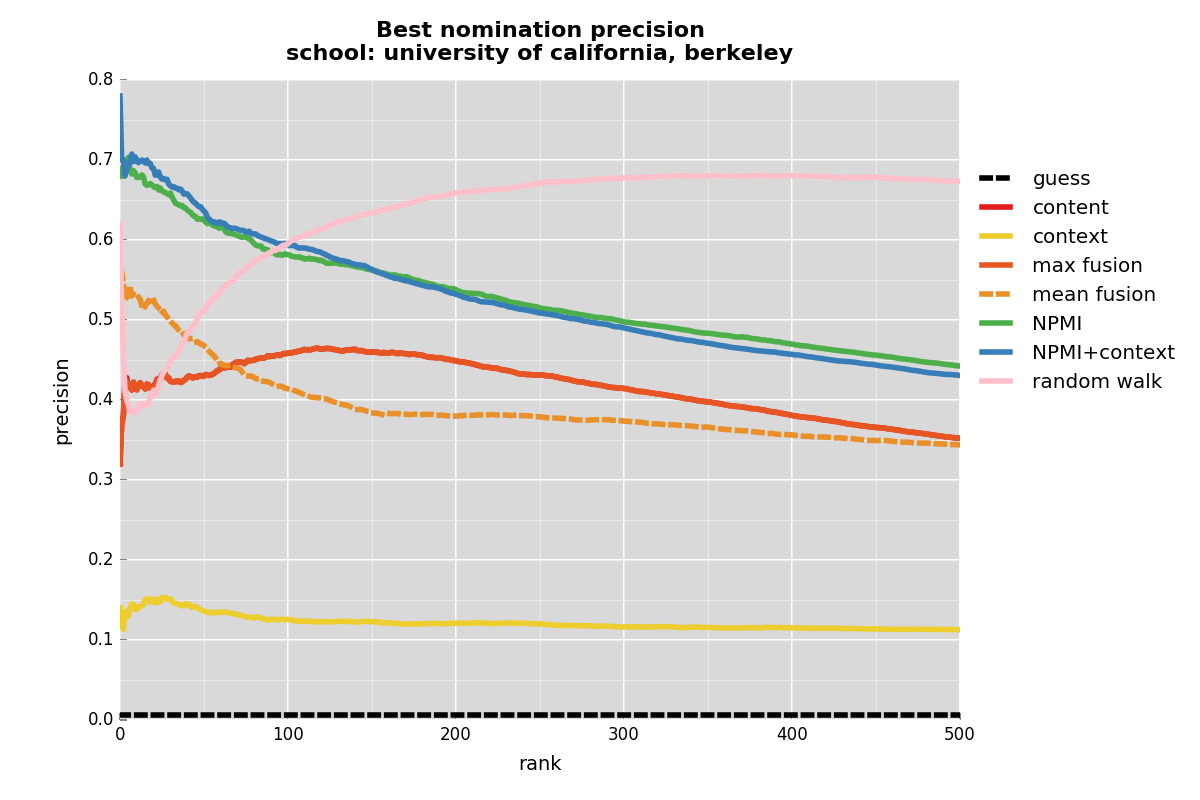 Best nomination precision
school: university of california, berkeley
precision
0.8
0.7
0.6
0.5
0.4
0.3
0.2
0.1
0.0
0
100
200
300
400
500
rank
guess
content
context
max fusion
mean fusion
NPMI
NPMI+context
random walk